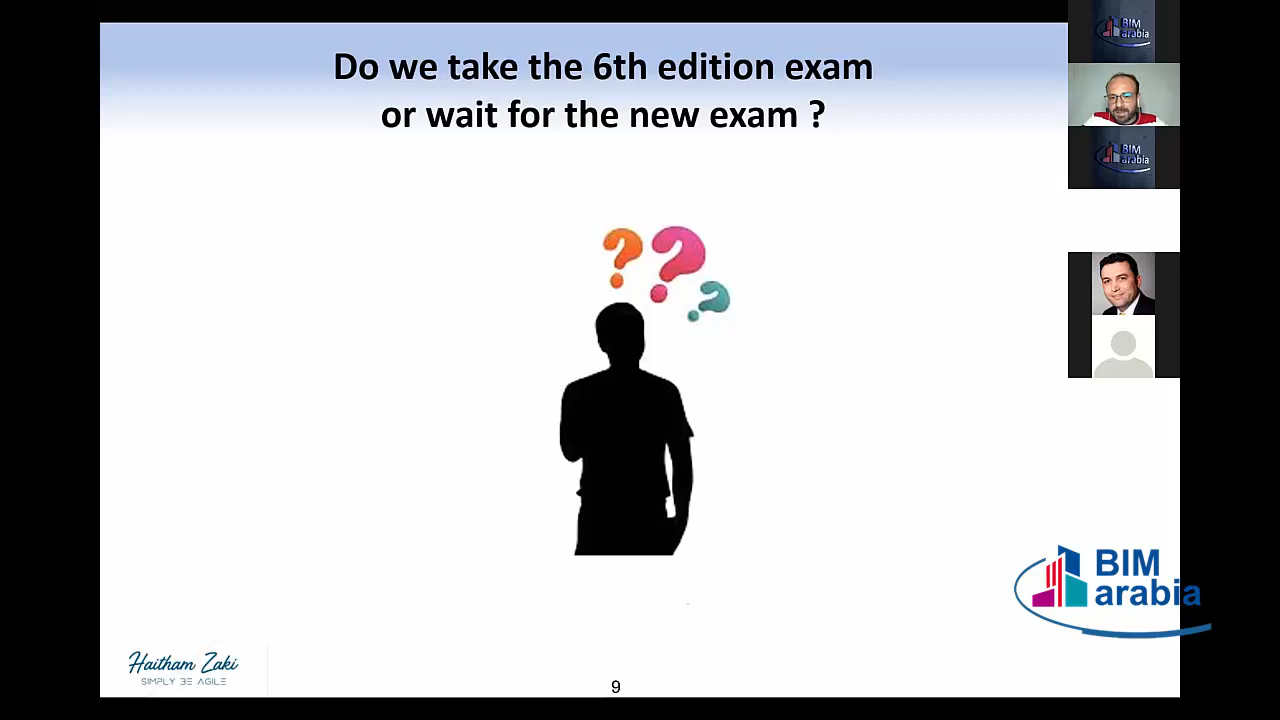 Do we take the 6th edition exam
or wait for the new exam ?
BIM
arabia
BIM
arabia
BIM
arabia
Haitham Zaki
SIMPLY BE AGILE
9